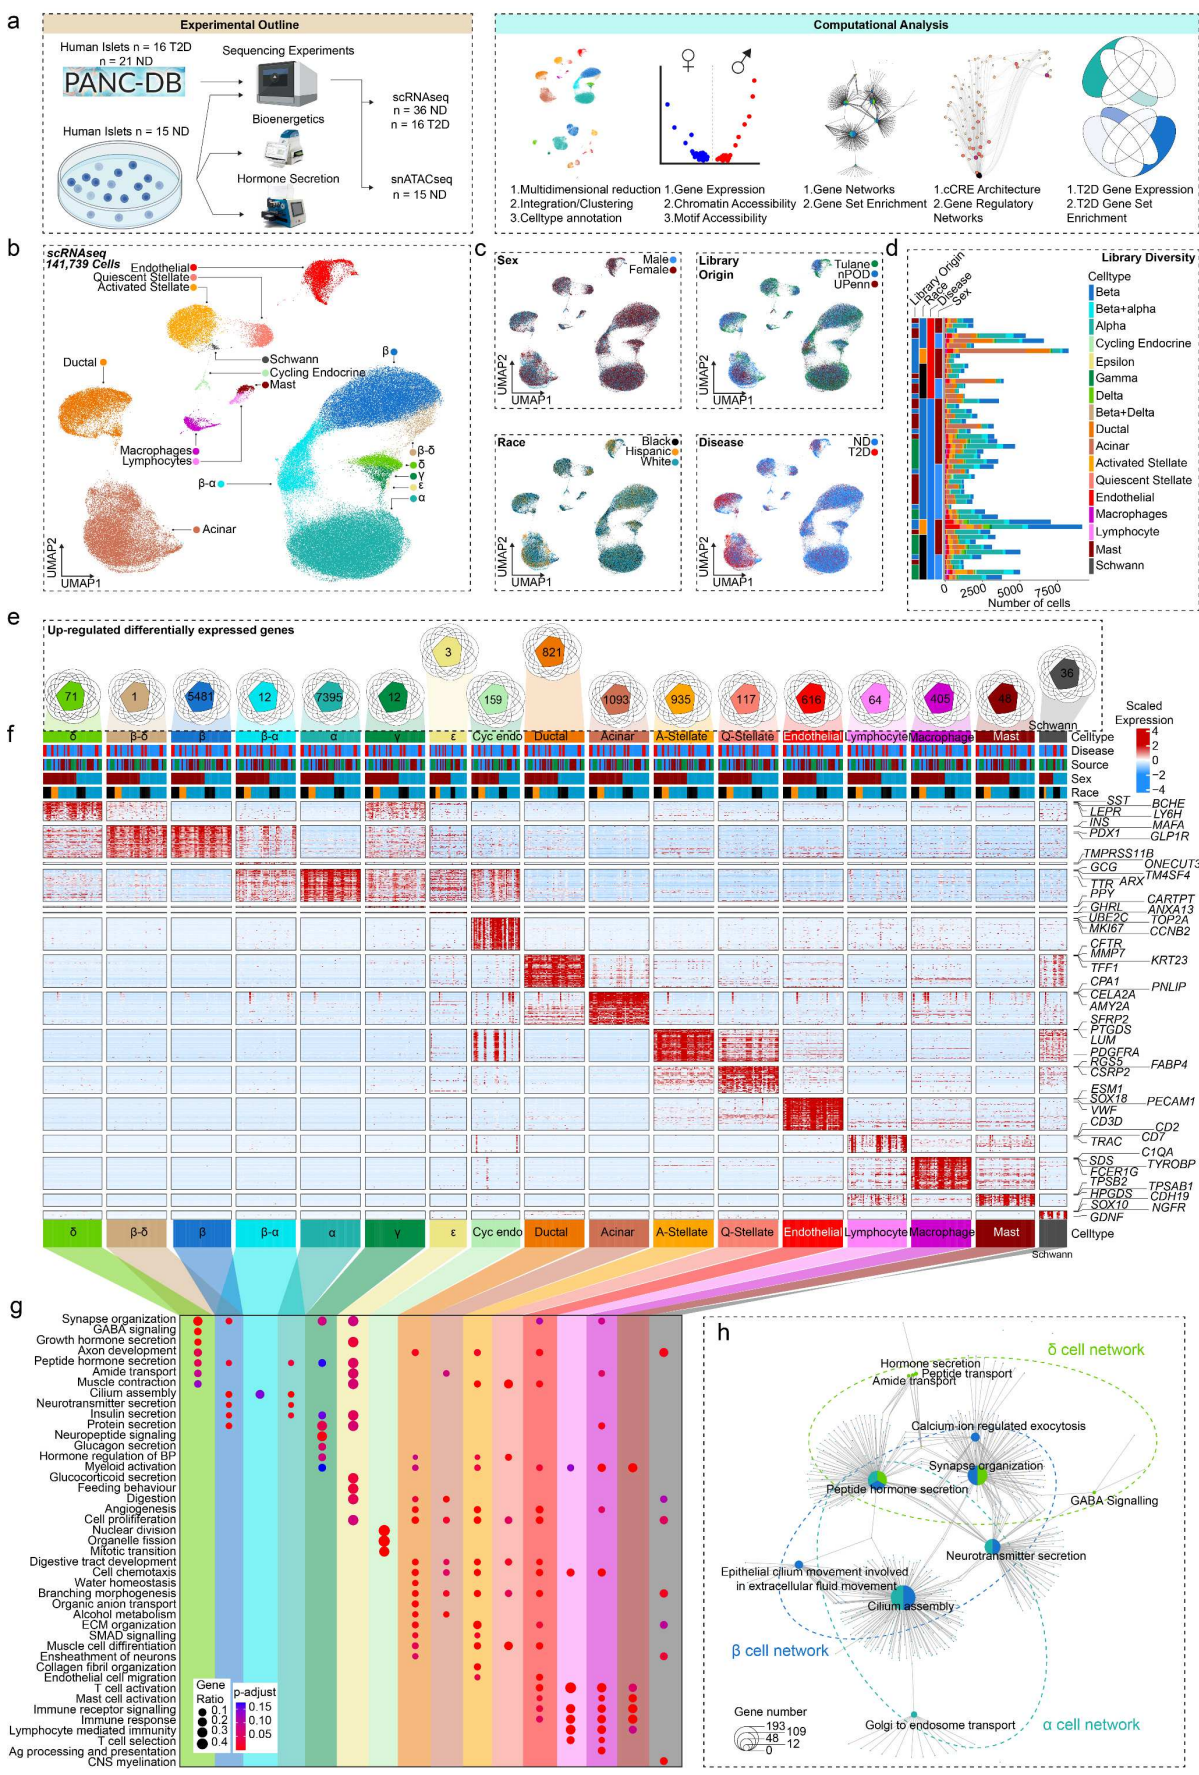 a
Experimental Outline
Human Islets n = 16 T2D
n = 21 ND
PANC-DB
Human Islets n = 15 ND
Sequencing Experiments
Bioenergetics
Hormone Secretion
scRNAseq
n = 36 ND
n = 16 T2D
snATACseq
n = 15 ND
Computational Analysis
♀
♂
1.Multidimensional reduction
2.Integration/Clustering
3.Celltype annotation
1.Gene Expression
2.Chromatin Accessibility
3.Motif Accessibility
1.Gene Networks
2.Gene Set Enrichment
1.cCRE Architecture
2.Gene Regulatory
Networks
1.T2D Gene Expression
2.T2D Gene Set
Enrichment
b
scRNAseq
141,739 Cells
Endothelial
Quiescent Stellate
Activated Stellate
Schwann
Cycling Endocrine
Mast
Ductal
Macrophages
Lymphocytes
β
β-δ
δ
γ
ε
α
β-α
Acinar
UMAP2
UMAP1
c
Sex
Male
Female
UMAP2
UMAP1
Library
Origin
Tulane
nPOD
UPenn
UMAP2
UMAP1
Race
Black
Hispanic
White
UMAP2
UMAP1
Disease
ND
T2D
UMAP2
UMAP1
d
Library Diversity
Library Origin
Race
Disease
Sex
Celltype
Beta
Beta+alpha
Alpha
Cycling Endocrine
Epsilon
Gamma
Delta
Beta+Delta
Ductal
Acinar
Activated Stellate
Quiescent Stellate
Endothelial
Macrophages
Lymphocyte
Mast
Schwann
0 2500 5000 7500
Number of cells
e
Up-regulated differentially expressed genes
71 1 5481 12 7395 12 3 159 821 1093 935 117 616 64 405 48 36
f
δ β-δ β β-α α γ ε Cyc endo Ductal Acinar A-Stellate Q-Stellate Endothelial Lymphocyte Macrophage Mast Schwann
Celltype
Disease
Source
Sex
Race
Scaled
Expression
4
2
0
−2
−4
SST
BCHE
LEPR
LY6H
INS
MAFA
PDX1
GLP1R
TMPRSS11B
ONECUT3
GCG
TM4SF4
TTR
ARX
PPY
CARTPT
GHRL
ANXA13
UBE2C
TOP2A
MKI67
CCNB2
CFTR
MMP7
KRT23
TFF1
CPA1
PNLIP
CELA2A
AMY2A
SFRP2
PTGDS
LUM
PDGFRA
RGS5
FABP4
CSRP2
ESM1
SOX18
PECAM1
VWF
CD3D
CD2
TRAC
CD7
C1QA
SDS
TYROBP
FCER1G
TPSB2
TPSAB1
HPGDS
CDH19
SOX10
NGFR
GDNF
δ β-δ β β-α α γ ε Cyc endo Ductal Acinar A-Stellate Q-Stellate Endothelial Lymphocyte Macrophage Mast Schwann
Celltype
g
Synapse organization
GABA signaling
Growth hormone secretion
Axon development
Peptide hormone secretion
Amide transport
Muscle contraction
Cilium assembly
Neurotransmitter secretion
Insulin secretion
Protein secretion
Neuropeptide signaling
Glucagon secretion
Hormone regulation of BP
Myeloid activation
Glucocorticoid secretion
Feeding behaviour
Digestion
Angiogenesis
Cell proliferation
Nuclear division
Organelle fission
Mitotic transition
Digestive tract development
Cell chemotaxis
Water homeostasis
Branching morphogenesis
Organic anion transport
Alcohol metabolism
ECM organization
SMAD signalling
Muscle cell diffirentiation
Ensheathment of neurons
Collagen fibril organization
Endothelial cell migration
T cell activation
Mast cell activation
Immune receptor signalling
Immune response
Lymphocyte mediated immunity
T cell selection
Ag processing and presentation
CNS myelination
Gene
Ratio
0.1
0.2
0.3
0.4
p-adjust
0.15
0.10
0.05
h
δ cell network
Hormone secretion
Peptide transport
Amide transport
Calcium-ion regulated exocytosis
Synapse organization
Peptide hormone secretion
GABA Signalling
Neurotransmitter secretion
Epithelial cilium movement involved
in extracellular fluid movement
Cilium assembly
β cell network
Golgi to endosome transport
α cell network
Gene number
193
109
48
12
0